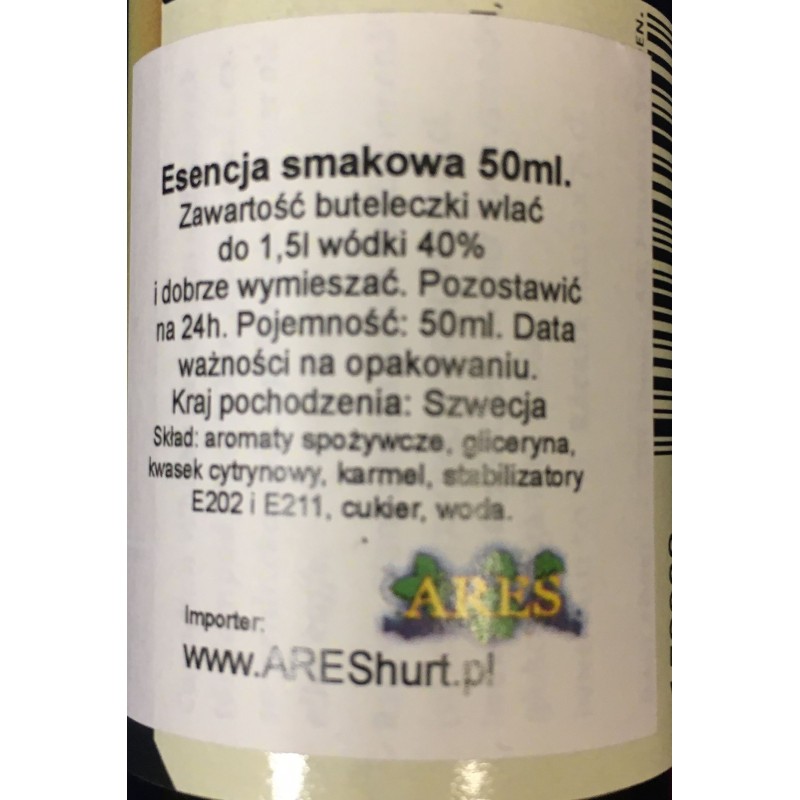 Esencja smakowa 50ml.
Zawartość buteleczki wlać
do 1,5l wódki 40%
i dobrze wymieszać. Pozostawić
na 24h. Pojemność: 50ml. Data
ważności na opakowaniu.
Kraj pochodzenia: Szwecja
Skład: aromaty spożywcze, gliceryna,
kwasek cytrynowy, karmel, stabilizatory
E202 i E211, cukier, woda.
ARES
Importer:
www.AREShurt.pl